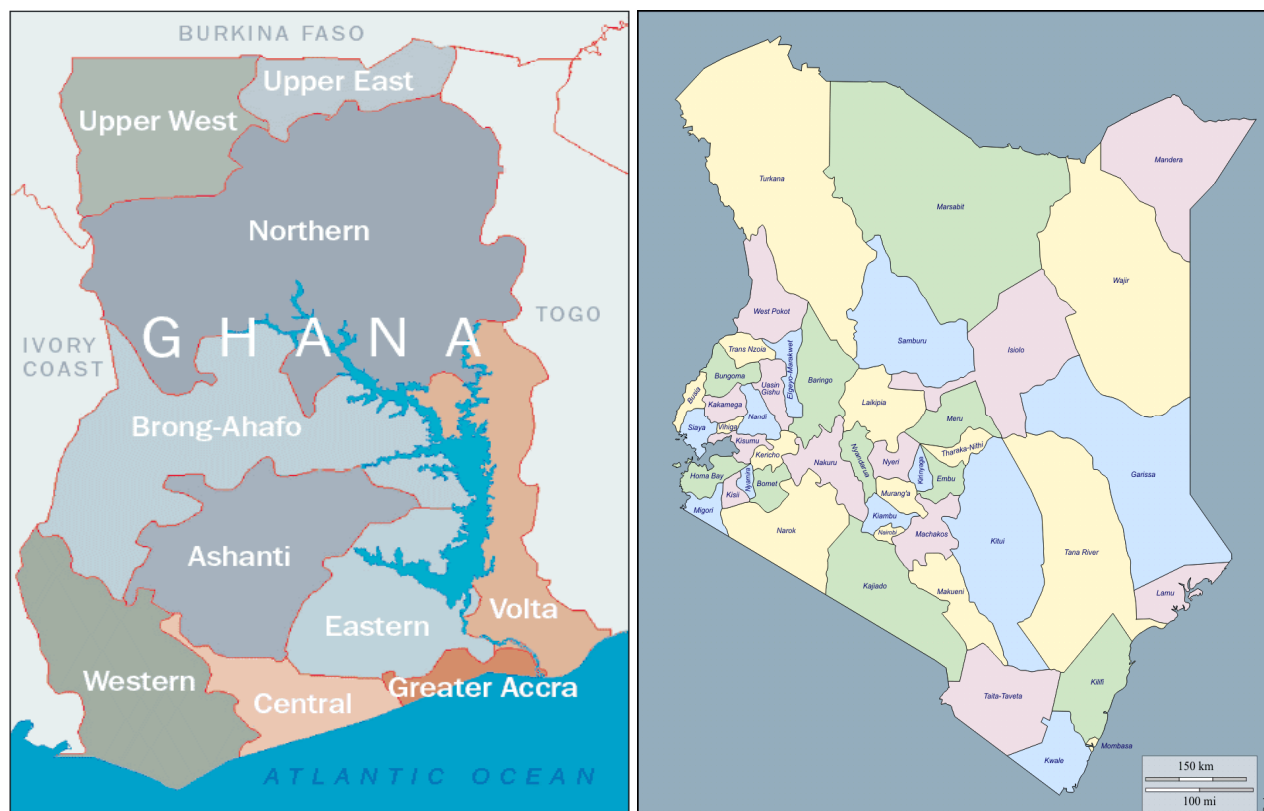 BURKINA FASO
Upper East
Upper West
Northern
GHANA
TOGO
IVORY
COAST
Brong-Ahafo
Ashanti
Volta
Eastern
Western
Greater Accra
Central
ATLANTIC OCEAN
Mandera
Turkana
Marsabit
Wajir
West Pokot
Samburu
Isiolo
Trans Nzoia
Elgeyo-Marakwet
Bungoma
Baringo
Uasin
Gishu
Busia
Laikipia
Kakamega
Meru
Nandi
Siaya
Vihiga
Kisumu
Tharaka-Nithi
Kericho
Nyandarua
Nakuru
Nyeri
Kirinyaga
Garissa
Homa Bay
Nyamira
Bomet
Embu
Kisii
Murang'a
Migori
Kiambu
Narok
Nairobi
Machakos
Kitui
Tana River
Kajiado
Makueni
Lamu
Taita-Taveta
Kilifi
Mombasa
Kwale
150 km
100 mi